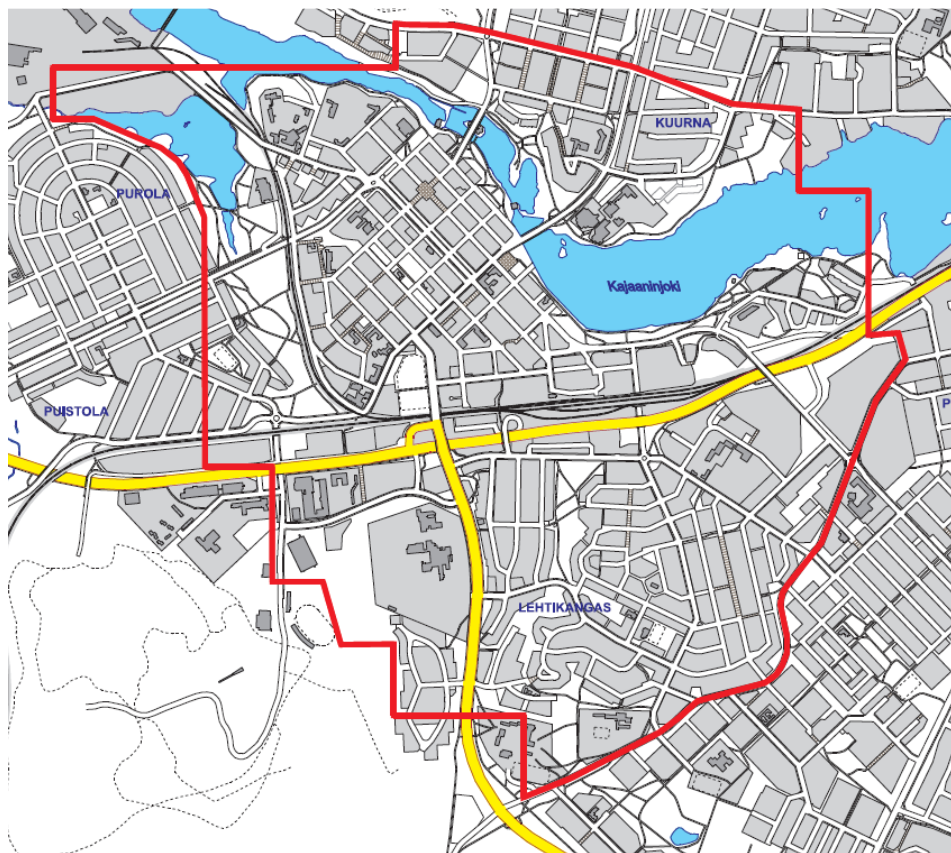 KUURNA
PUROLA
Kajaaninjoki
PUISTOLA
P
LEHTIKANGAS